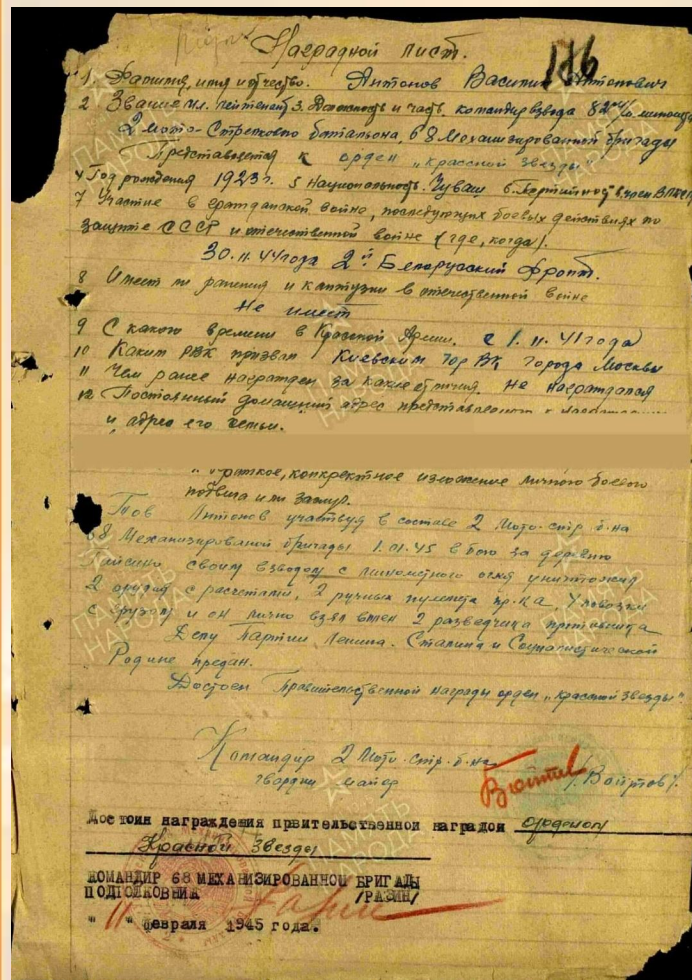 Наградной лист.
116
1. Фамилия, имя и отчество. Антонов Василий Антонович
2 Звание мл. лейтенант 3. Должность и часть. командир взвода 82 м/м
2 мото-Стрелкового батальона, 68 Механизированной бригады
Представляется к орден „Красной Звезды"
4 Год рождения 1923 г. 5 Национальность. Чуваш 6. Партийность
7 Участие в гражданской войне, последующих боевых действиях по
защите СССР и отечественной войне (где, когда).
30.11.44 года 2й Белорусский фронт.
8 Имеет ли ранения и контузии в отечественной войне
Не имеет
9 С какого времени в Красной Армии. с 1.11.41 года
10 Каким РВК призван Киевским Гор ВК города Москвы
11 Чем ранее награжден за какие отличия. Не награждался
12 Постоянный домашний адрес представляемого к
и адрес его семьи.
краткое, конкретное изложение личного боевого
подвига или заслуг.
Тов Антонов участвуя в составе 2 Мото-стр. б-на
68 Механизированой бригады 1.01.45 в бою за деревню
своим взводом с минометного огня уничтожил
2 орудия с расчетами, 2 ручных пулемета пр-ка, 4 повозки
с грузом и он лично взял в плен 2 разведчика противника
Делу Партии Ленина. Сталина и Социалистической
Родине предан.
Достоен Правительственной награды орден „Красной Звезды"
Командир 2 Мото-стр. б-на
гвардии майор
Достоин награждения првительственной наградой Орденом
Красной Звезды
КОМАНДИР 68 МЕХАНИЗИРОВАННОЙ БРИГАДЫ
ПОДПОЛКОВНИК /РАЗИН/
" 11 " февраля 1945 года.
ПАМЯТЬ НАРОДА